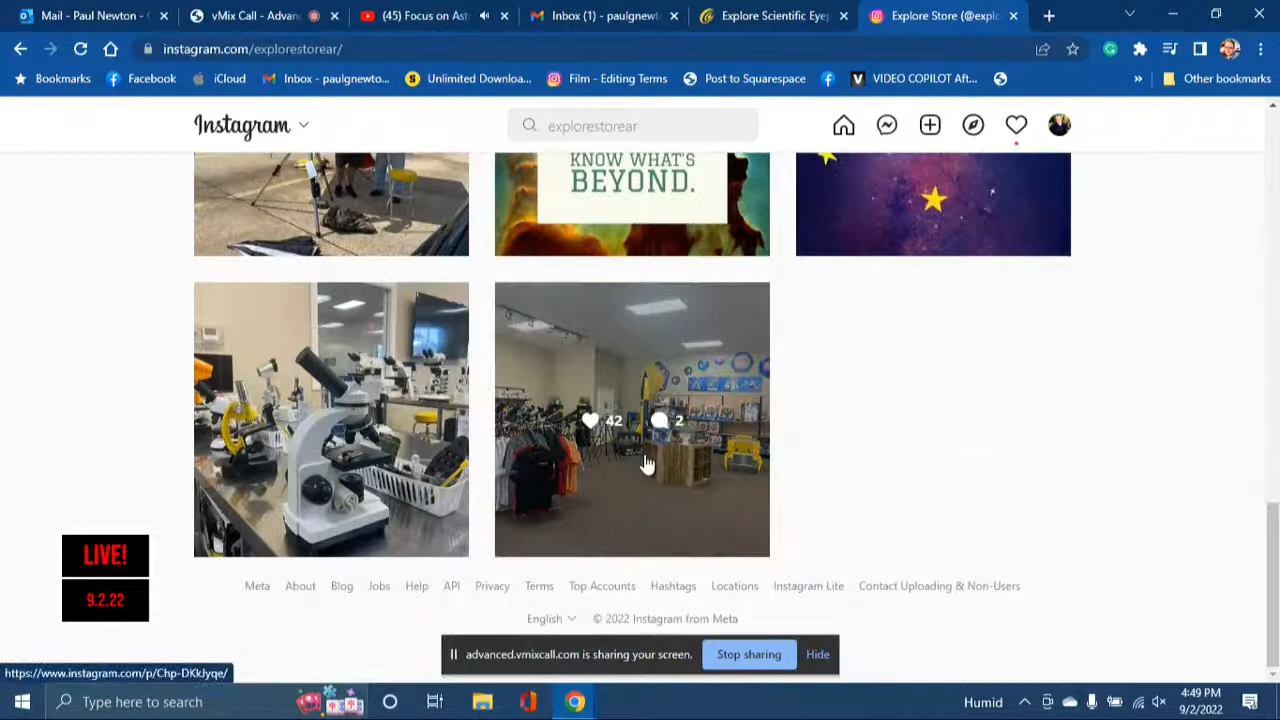 Mail - Paul Newton -
vMix Call - Advan
(45) Focus on Ast
Inbox (1) - paulgnewt
Explore Scientific Eye
Explore Store (@explo
instagram.com/explorestorear/
Bookmarks
Facebook
iCloud
Inbox - paulgnewto...
Unlimited Downloa...
Film - Editing Terms
Post to Squarespace
VIDEO COPILOT Aft...
»
Other bookmarks
Instagram
explorestorear
KNOW WHAT'S
BEYOND.
42
2
LIVE!
9.2.22
Meta About Blog Jobs Help API Privacy Terms Top Accounts Hashtags Locations Instagram Lite Contact Uploading & Non-Users
English © 2022 Instagram from Meta
advanced.vmixcall.com is sharing your screen. Stop sharing Hide
https://www.instagram.com/p/Chp-DKkJyqe/
Type here to search
Humid
4:49 PM
9/2/2022